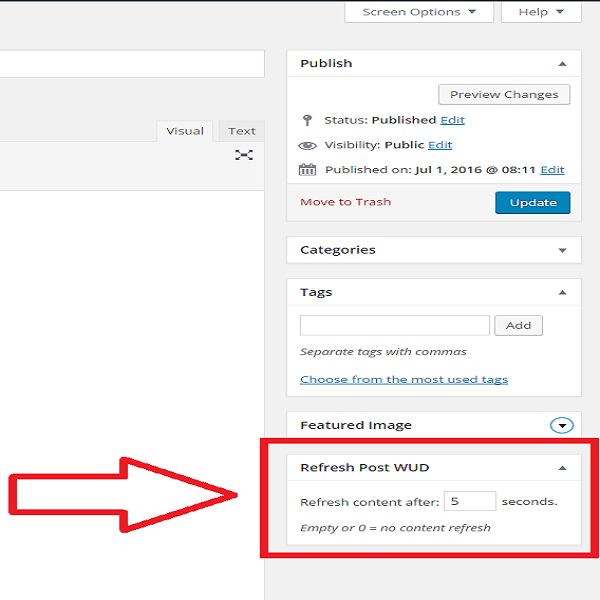 Screen Options
Help
Publish
Preview Changes
Visual
Text
Status: Published Edit
Visibility: Public Edit
Published on: Jul 1, 2016 @ 08:11 Edit
Move to Trash
Update
Categories
Tags
Add
Separate tags with commas
Choose from the most used tags
Featured Image
Refresh Post WUD
Refresh content after: 5 seconds.
Empty or 0 = no content refresh